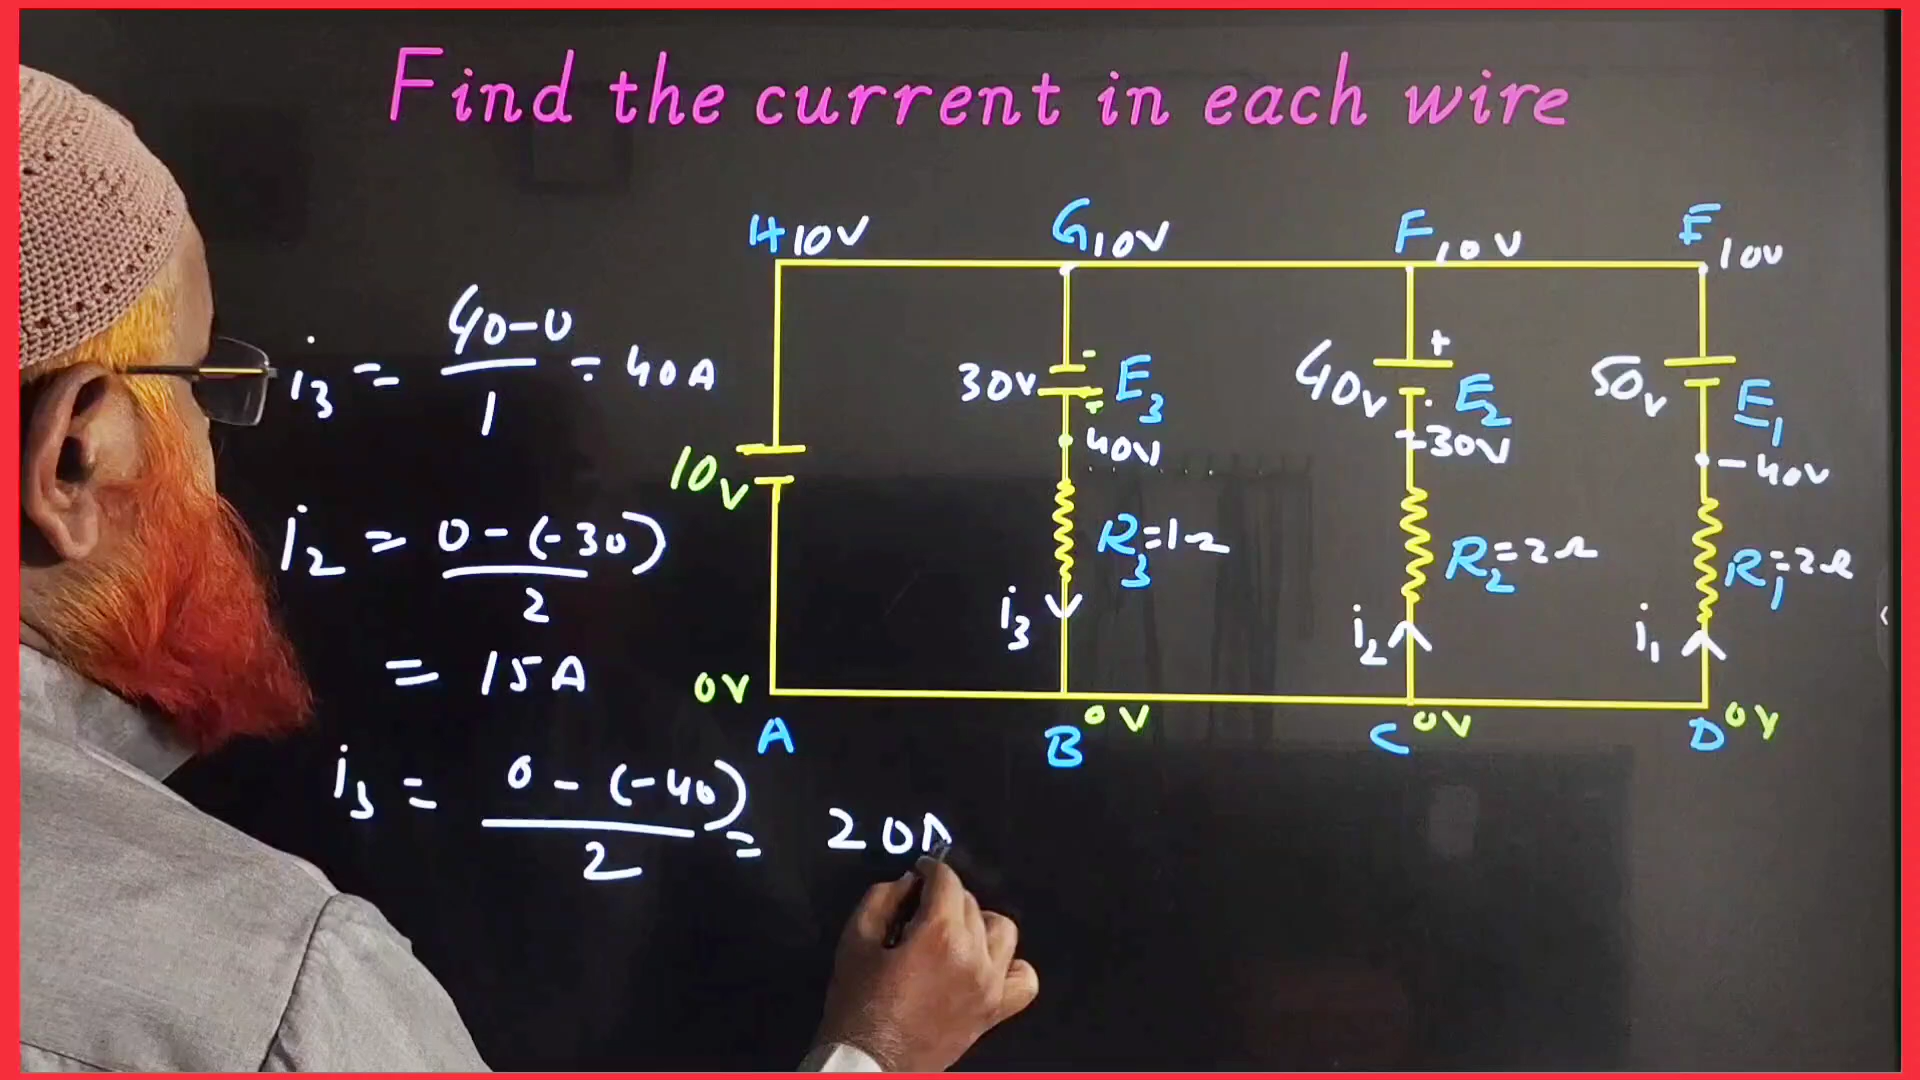 Find the current in each wire
H 10V
G 10V
F 10V
E 10V
i3 = 40-0 / 1 = 40A
30V
-
+
E3
40V
40V
+
-
E2
-30V
50V
E1
-40V
10V
i2 = 0-(-30) / 2
= 15A
R3=1Ω
R2=2Ω
R1=2Ω
i3
i2
i1
0V
A
B
0V
C
0V
D
0V
i3 = 0-(-40) / 2 = 20A